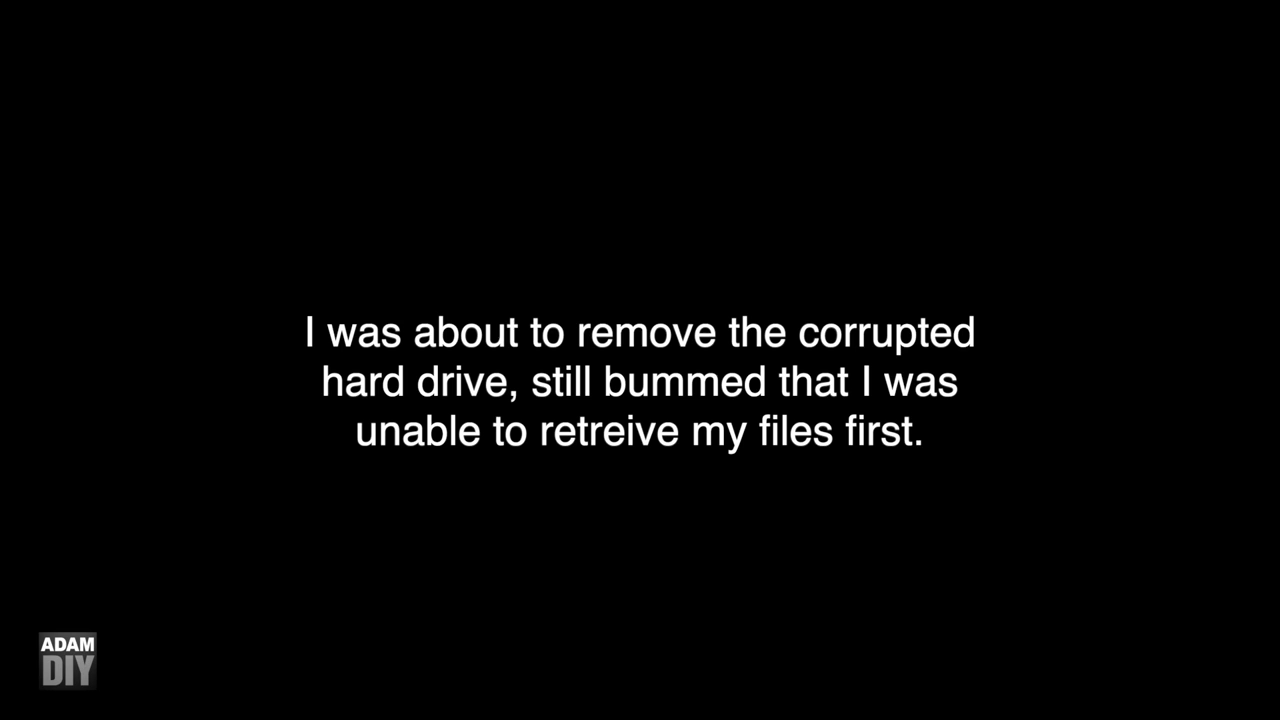 I was about to remove the corrupted
hard drive, still bummed that I was
unable to retreive my files first.
ADAM
DIY